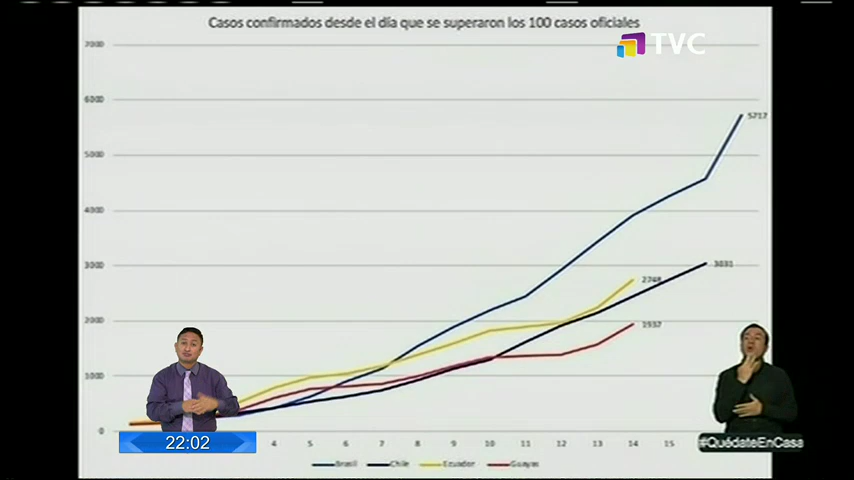 Casos confirmados desde el día que se superaron los 100 casos oficiales
TVC
7000
6000
5717
5000
4000
3000
3031
2748
2000
1937
1000
0
4 5 6 7 8 9 10 11 12 13 14 15
22:02
#QuédateEnCasa
Brasil Chile Ecuador Guayas